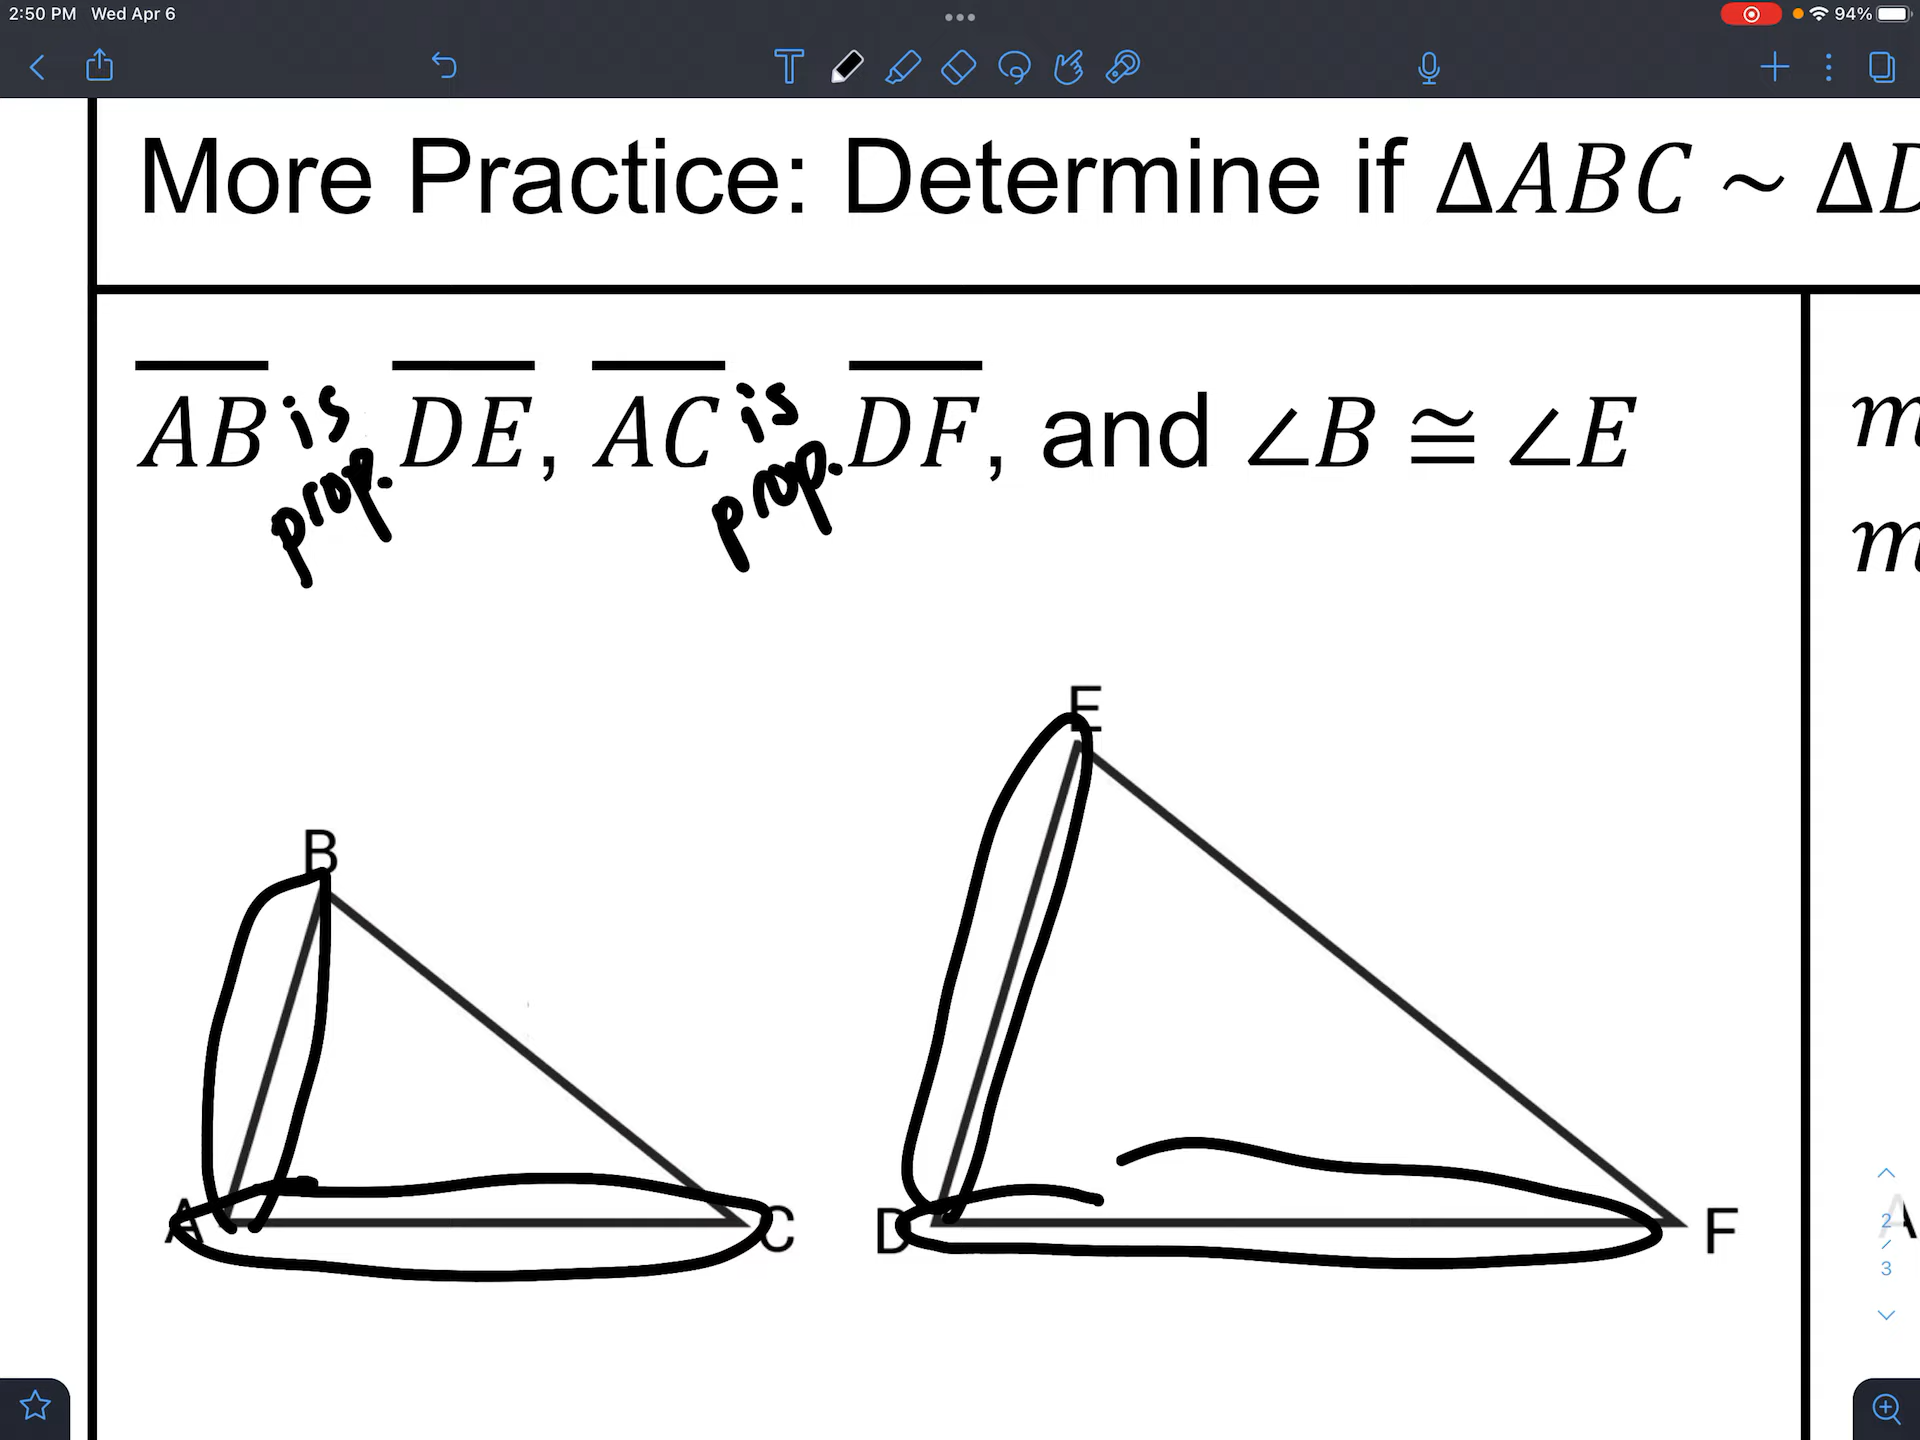 2:50 PM Wed Apr 6
94%
More Practice: Determine if ΔABC ~ ΔD
AB is prop. DE, AC is prop. DF, and ∠B ≅ ∠E
m
m
E
B
A
C
D
F
A
2
/
3